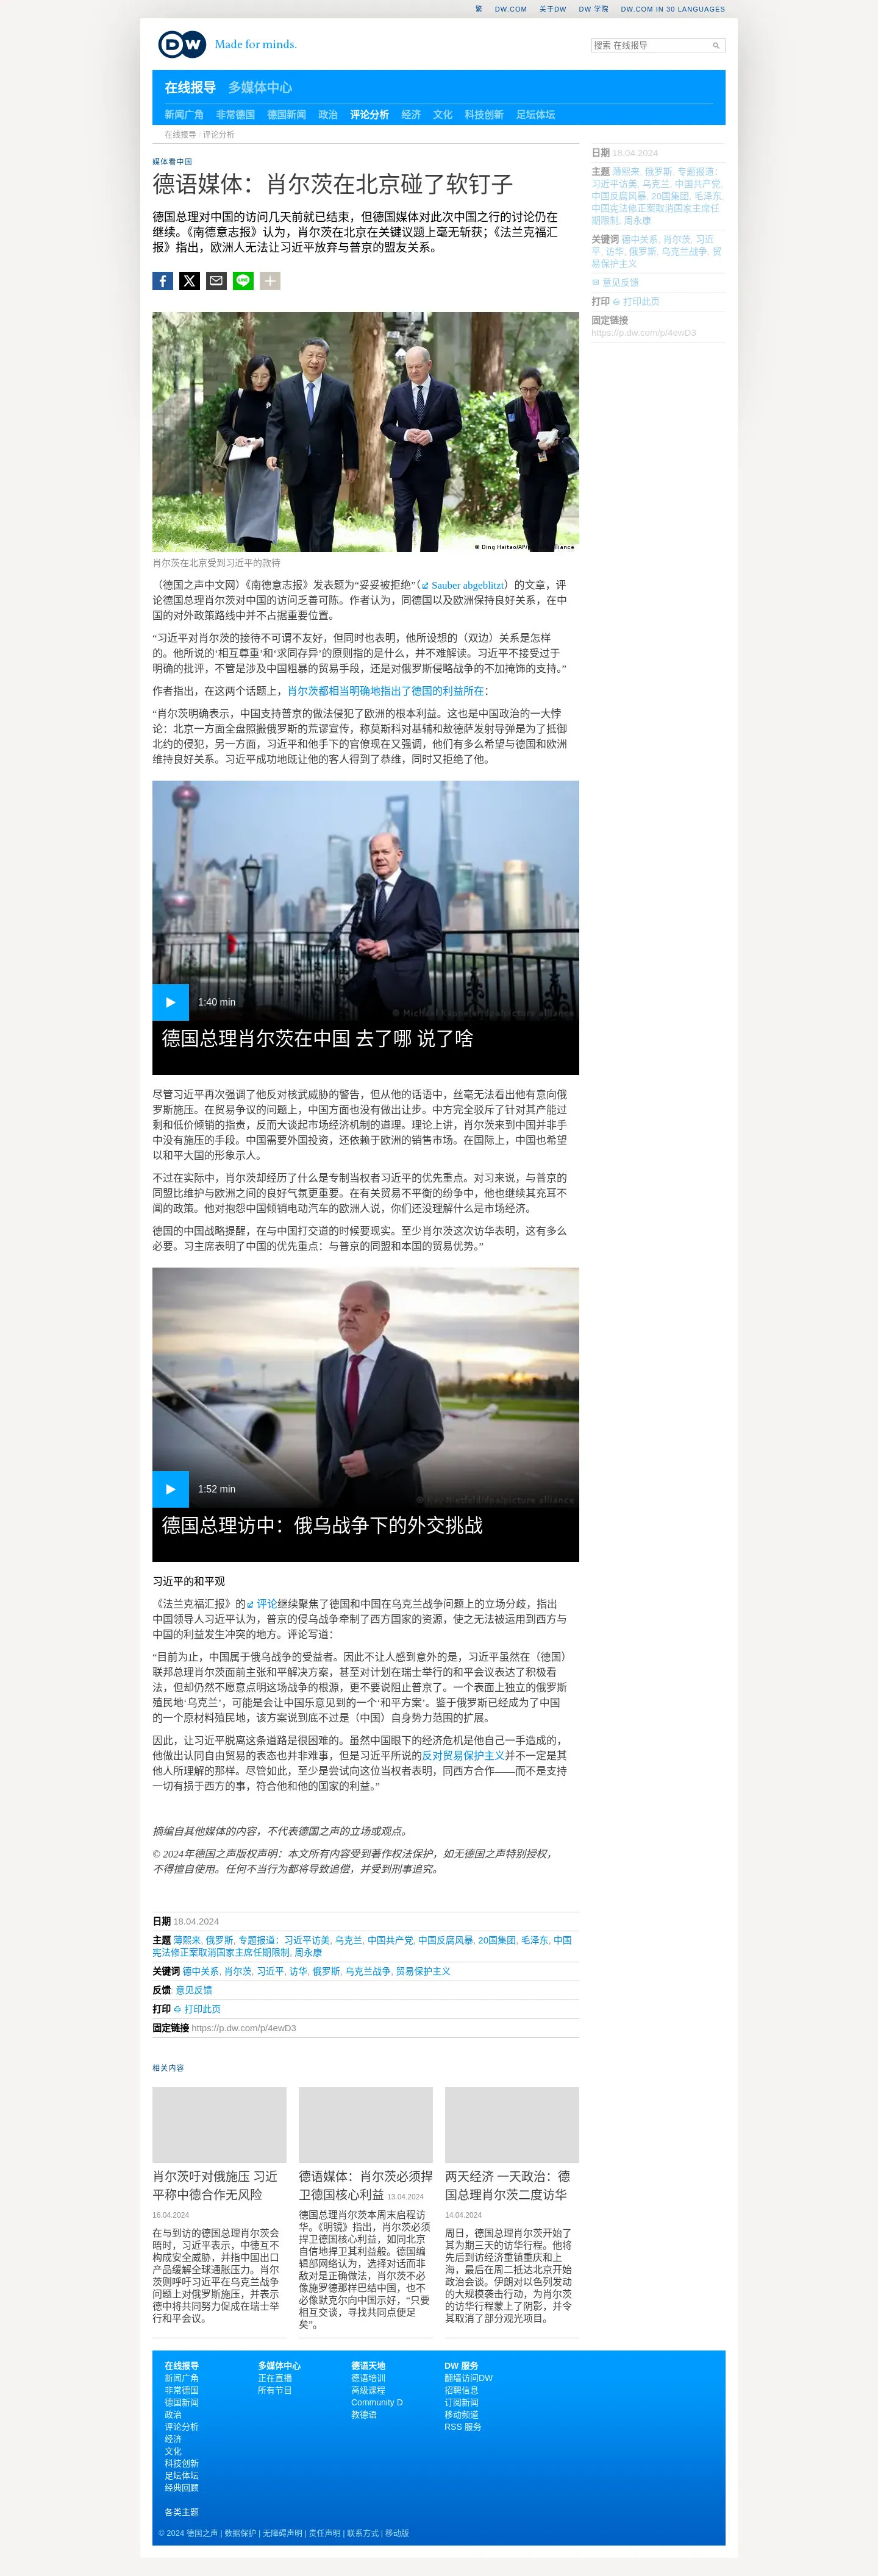 繁 DW.COM 关于DW DW 学院 DW.COM IN 30 LANGUAGES
DW Made for minds.
搜索 在线报导
在线报导 多媒体中心
新闻广角 非常德国 德国新闻 政治 评论分析 经济 文化 科技创新 足坛体坛
在线报导 / 评论分析
媒体看中国
德语媒体：肖尔茨在北京碰了软钉子
德国总理对中国的访问几天前就已结束，但德国媒体对此次中国之行的讨论仍在
继续。《南德意志报》认为，肖尔茨在北京在关键议题上毫无斩获；《法兰克福汇
报》指出，欧洲人无法让习近平放弃与普京的盟友关系。
© Ding Haitao/AP/picture alliance
肖尔茨在北京受到习近平的款待
（德国之声中文网）《南德意志报》发表题为“妥妥被拒绝”（ Sauber abgeblitzt）的文章，评
论德国总理肖尔茨对中国的访问乏善可陈。作者认为，同德国以及欧洲保持良好关系，在中
国的对外政策路线中并不占据重要位置。
“习近平对肖尔茨的接待不可谓不友好，但同时也表明，他所设想的（双边）关系是怎样
的。他所说的‘相互尊重’和‘求同存异’的原则指的是什么，并不难解读。习近平不接受过于
明确的批评，不管是涉及中国粗暴的贸易手段，还是对俄罗斯侵略战争的不加掩饰的支持。”
作者指出，在这两个话题上，肖尔茨都相当明确地指出了德国的利益所在：
“肖尔茨明确表示，中国支持普京的做法侵犯了欧洲的根本利益。这也是中国政治的一大悖
论：北京一方面全盘照搬俄罗斯的荒谬宣传，称莫斯科对基辅和敖德萨发射导弹是为了抵御
北约的侵犯，另一方面，习近平和他手下的官僚现在又强调，他们有多么希望与德国和欧洲
维持良好关系。习近平成功地既让他的客人得到了恭维，同时又拒绝了他。
© Michael Kappeler/dpa/picture alliance
1:40 min
德国总理肖尔茨在中国 去了哪 说了啥
尽管习近平再次强调了他反对核武威胁的警告，但从他的话语中，丝毫无法看出他有意向俄
罗斯施压。在贸易争议的问题上，中国方面也没有做出让步。中方完全驳斥了针对其产能过
剩和低价倾销的指责，反而大谈起市场经济机制的道理。理论上讲，肖尔茨来到中国并非手
中没有施压的手段。中国需要外国投资，还依赖于欧洲的销售市场。在国际上，中国也希望
以和平大国的形象示人。
不过在实际中，肖尔茨却经历了什么是专制当权者习近平的优先重点。对习来说，与普京的
同盟比维护与欧洲之间的良好气氛更重要。在有关贸易不平衡的纷争中，他也继续其充耳不
闻的政策。他对抱怨中国倾销电动汽车的欧洲人说，你们还没理解什么是市场经济。
德国的中国战略提醒，在与中国打交道的时候要现实。至少肖尔茨这次访华表明，这有多么
必要。习主席表明了中国的优先重点：与普京的同盟和本国的贸易优势。”
© Kay Nietfeld/dpa/picture alliance
1:52 min
德国总理访中：俄乌战争下的外交挑战
习近平的和平观
《法兰克福汇报》的 评论继续聚焦了德国和中国在乌克兰战争问题上的立场分歧，指出
中国领导人习近平认为，普京的侵乌战争牵制了西方国家的资源，使之无法被运用到西方与
中国的利益发生冲突的地方。评论写道：
“目前为止，中国属于俄乌战争的受益者。因此不让人感到意外的是，习近平虽然在（德国）
联邦总理肖尔茨面前主张和平解决方案，甚至对计划在瑞士举行的和平会议表达了积极看
法，但却仍然不愿意点明这场战争的根源，更不要说阻止普京了。一个表面上独立的俄罗斯
殖民地‘乌克兰’，可能是会让中国乐意见到的一个‘和平方案’。鉴于俄罗斯已经成为了中国
的一个原材料殖民地，该方案说到底不过是（中国）自身势力范围的扩展。
因此，让习近平脱离这条道路是很困难的。虽然中国眼下的经济危机是他自己一手造成的，
他做出认同自由贸易的表态也并非难事，但是习近平所说的反对贸易保护主义并不一定是其
他人所理解的那样。尽管如此，至少是尝试向这位当权者表明，同西方合作——而不是支持
一切有损于西方的事，符合他和他的国家的利益。”
摘编自其他媒体的内容，不代表德国之声的立场或观点。
© 2024年德国之声版权声明：本文所有内容受到著作权法保护，如无德国之声特别授权，
不得擅自使用。任何不当行为都将导致追偿，并受到刑事追究。
日期 18.04.2024
主题 薄熙来, 俄罗斯, 专题报道：习近平访美, 乌克兰, 中国共产党, 中国反腐风暴, 20国集团, 毛泽东, 中国
宪法修正案取消国家主席任期限制, 周永康
关键词 德中关系, 肖尔茨, 习近平, 访华, 俄罗斯, 乌克兰战争, 贸易保护主义
反馈: 意见反馈
打印 打印此页
固定链接 https://p.dw.com/p/4ewD3
日期 18.04.2024
主题 薄熙来, 俄罗斯, 专题报道：
习近平访美, 乌克兰, 中国共产党,
中国反腐风暴, 20国集团, 毛泽东,
中国宪法修正案取消国家主席任
期限制, 周永康
关键词 德中关系, 肖尔茨, 习近
平, 访华, 俄罗斯, 乌克兰战争, 贸
易保护主义
意见反馈
打印 打印此页
固定链接
https://p.dw.com/p/4ewD3
相关内容
肖尔茨吁对俄施压 习近
平称中德合作无风险
16.04.2024
在与到访的德国总理肖尔茨会
晤时，习近平表示，中德互不
构成安全威胁，并指中国出口
产品缓解全球通胀压力。肖尔
茨则呼吁习近平在乌克兰战争
问题上对俄罗斯施压，并表示
德中将共同努力促成在瑞士举
行和平会议。
德语媒体：肖尔茨必须捍
卫德国核心利益 13.04.2024
德国总理肖尔茨本周末启程访
华。《明镜》指出，肖尔茨必须
捍卫德国核心利益，如同北京
自信地捍卫其利益般。德国编
辑部网络认为，选择对话而非
敌对是正确做法，肖尔茨不必
像施罗德那样巴结中国，也不
必像默克尔向中国示好，“只要
相互交谈，寻找共同点便足
矣”。
两天经济 一天政治：德
国总理肖尔茨二度访华
14.04.2024
周日，德国总理肖尔茨开始了
其为期三天的访华行程。他将
先后到访经济重镇重庆和上
海，最后在周二抵达北京开始
政治会谈。伊朗对以色列发动
的大规模袭击行动，为肖尔茨
的访华行程蒙上了阴影，并令
其取消了部分观光项目。
在线报导
新闻广角
非常德国
德国新闻
政治
评论分析
经济
文化
科技创新
足坛体坛
经典回顾
各类主题
多媒体中心
正在直播
所有节目
德语天地
德语培训
高级课程
Community D
教德语
DW 服务
翻墙访问DW
招聘信息
订阅新闻
移动频道
RSS 服务
© 2024 德国之声 | 数据保护 | 无障碍声明 | 责任声明 | 联系方式 | 移动版